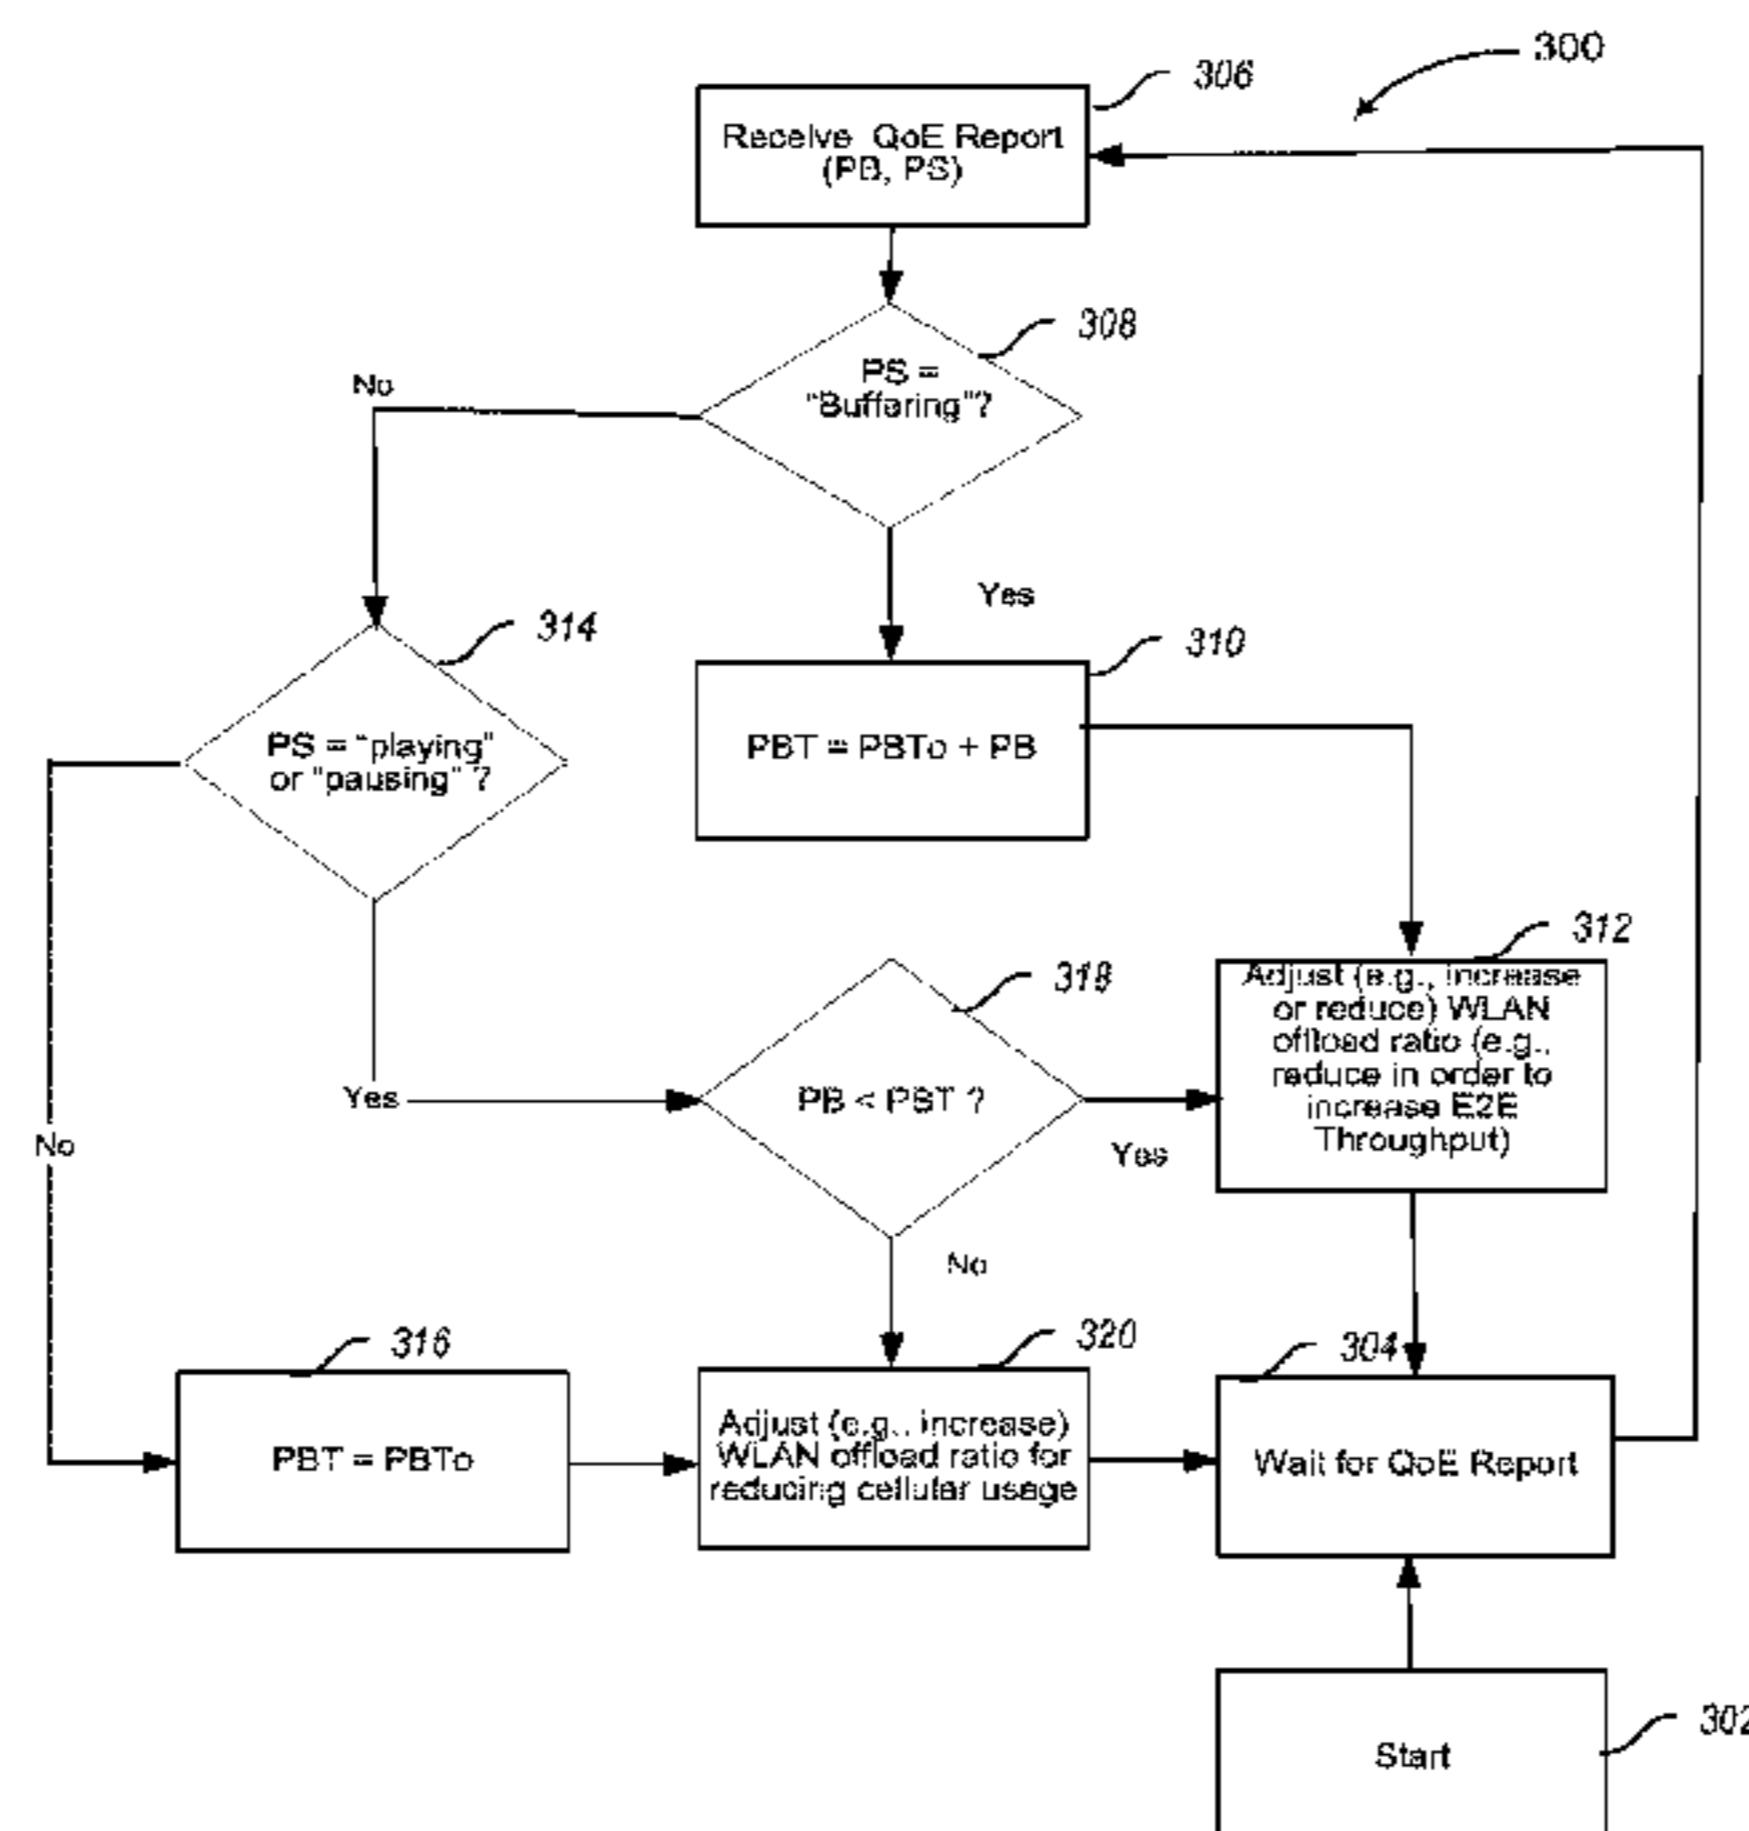 300
306
Receive QoE Report
(PB, PS)
308
PS =
"Buffering"?
No
Yes
314
PS = "playing"
or "pausing" ?
310
PBT = PBTo + PB
312
Adjust (e.g., increase
or reduce) WLAN
offload ratio (e.g.,
reduce in order to
increase E2E
Throughput)
318
PB < PBT ?
Yes
Yes
No
No
316
PBT = PBTo
320
Adjust (e.g., increase)
WLAN offload ratio for
reducing cellular usage
304
Wait for QoE Report
302
Start